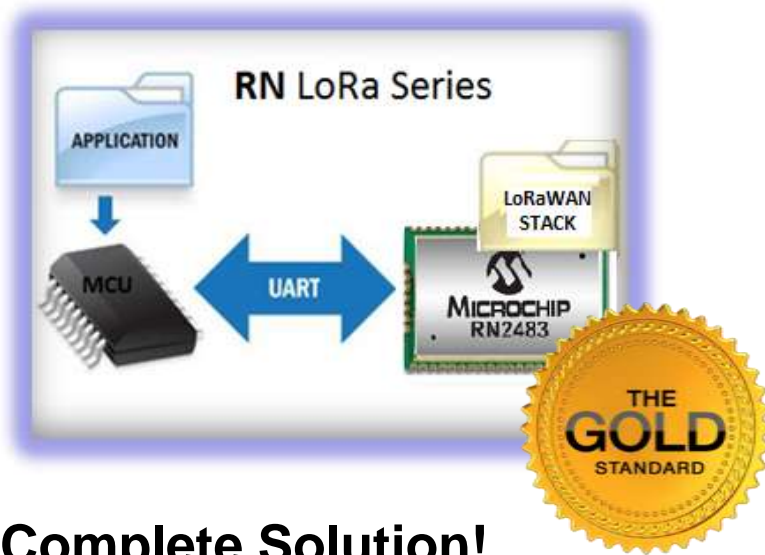 RN LoRa Series
APPLICATION
LoRaWAN
STACK
MCU
UART
MICROCHIP
RN2483
THE
GOLD
STANDARD
Complete Solution!